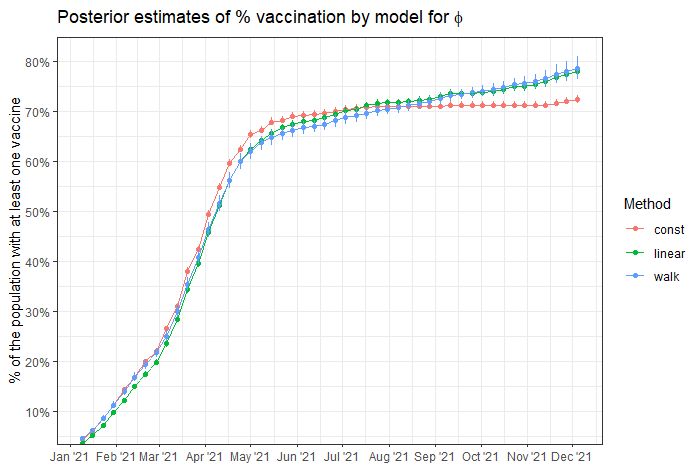 Posterior estimates of % vaccination by model for ϕ
% of the population with at least one vaccine
80%
70%
60%
50%
40%
30%
20%
10%
Jan '21 Feb '21 Mar '21 Apr '21 May '21 Jun '21 Jul '21 Aug '21 Sep '21 Oct '21 Nov '21 Dec '21
Method
const
linear
walk